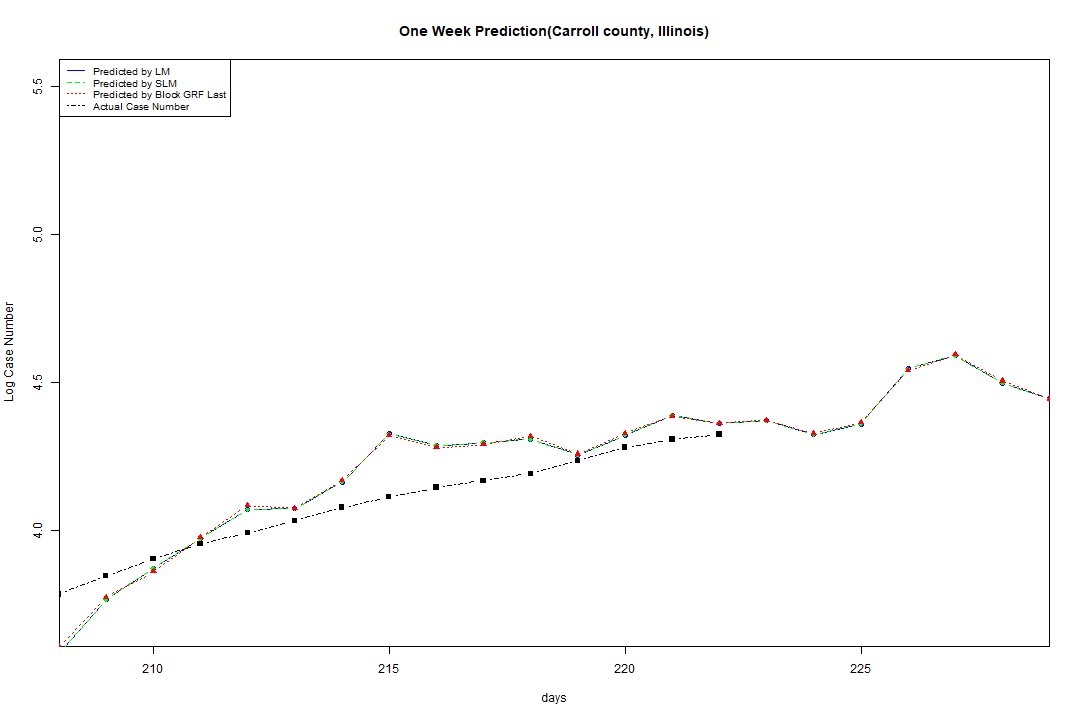 One Week Prediction(Carroll county, Illinois)
Predicted by LM
Predicted by SLM
Predicted by Block GRF Last
Actual Case Number
5.5
5.0
4.5
4.0
Log Case Number
210 215 220 225
days